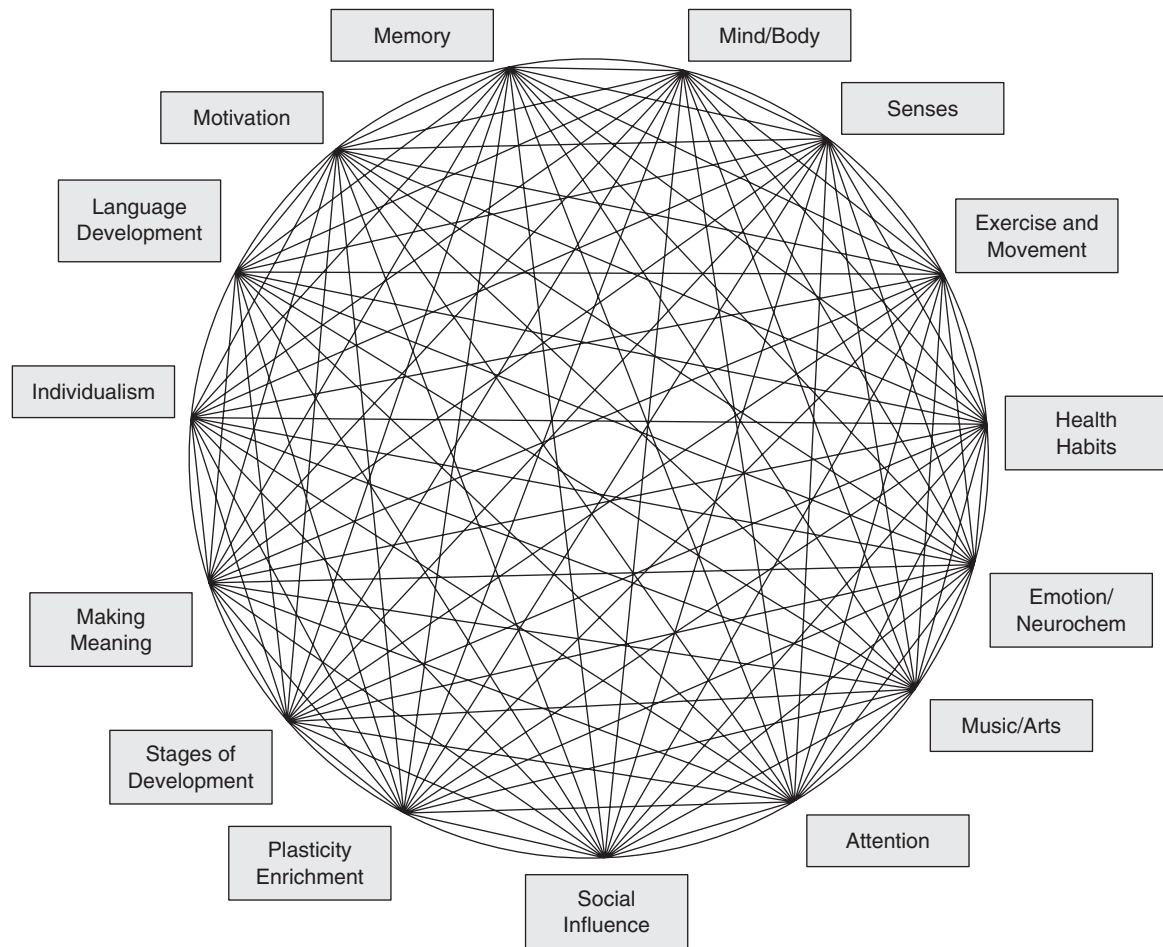 Memory
Mind/Body
Senses
Motivation
Language
Development
Exercise and
Movement
Individualism
Health
Habits
Making
Meaning
Emotion/
Neurochem
Music/Arts
Stages of
Development
Attention
Plasticity
Enrichment
Social
Influence